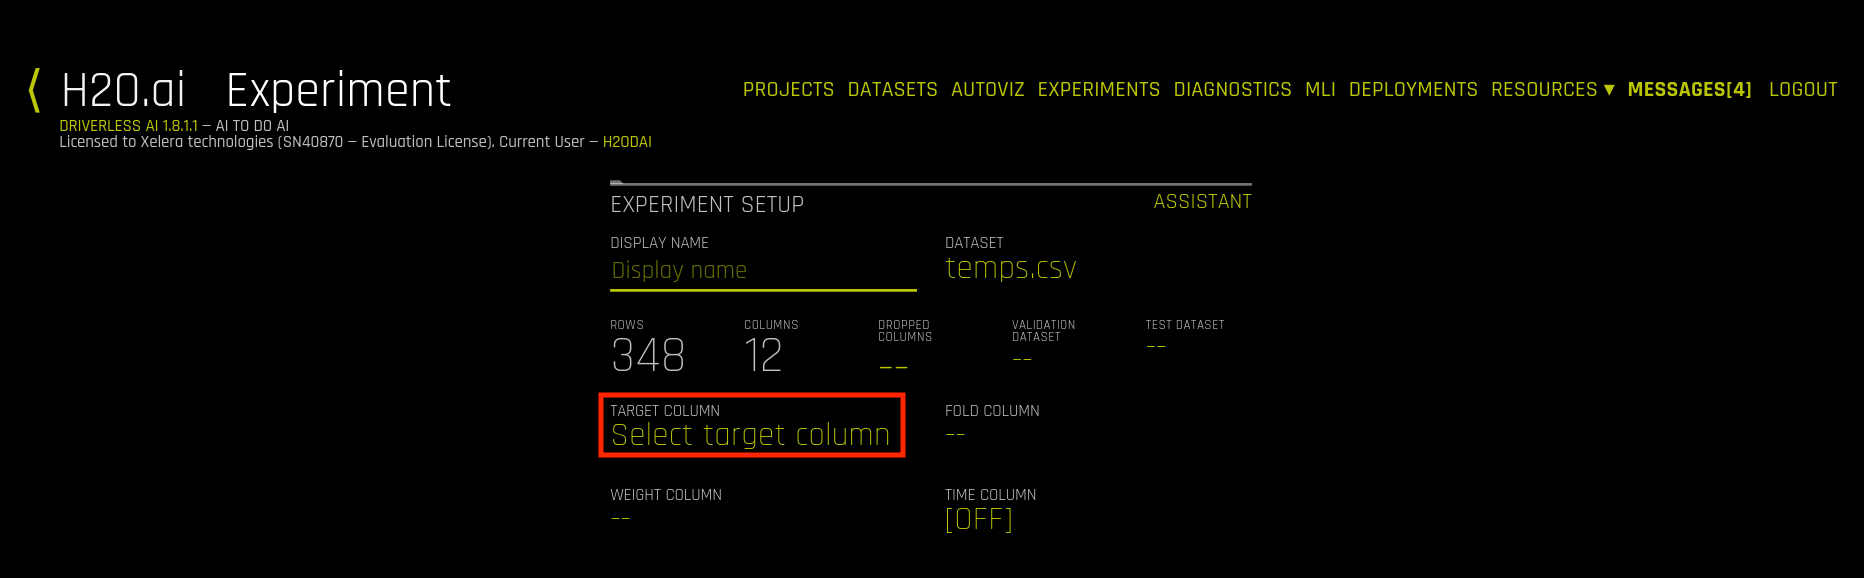 ⟨ H2O.ai Experiment
PROJECTS DATASETS AUTOVIZ EXPERIMENTS DIAGNOSTICS MLI DEPLOYMENTS RESOURCES ▾ MESSAGES[4] LOGOUT
DRIVERLESS AI 1.8.1.1 — AI TO DO AI
Licensed to Xelera technologies (SN40870 — Evaluation License). Current User — H2OAI
EXPERIMENT SETUP
ASSISTANT
DISPLAY NAME
DATASET
Display name
temps.csv
ROWS
COLUMNS
DROPPED
COLUMNS
VALIDATION
DATASET
TEST DATASET
348
12
--
--
--
TARGET COLUMN
FOLD COLUMN
Select target column
--
WEIGHT COLUMN
TIME COLUMN
--
[OFF]